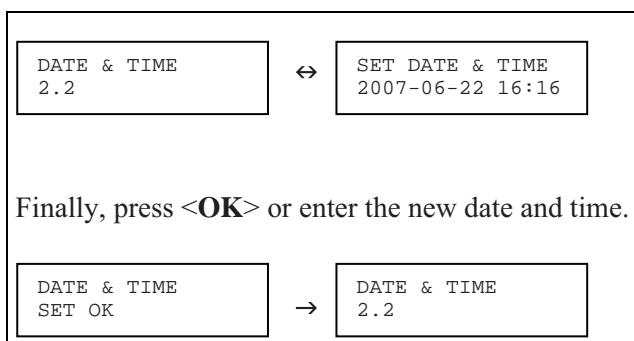 DATE & TIME
2.2
↔
SET DATE & TIME
2007-06-22 16:16
Finally, press <OK> or enter the new date and time.
DATE & TIME
SET OK
→
DATE & TIME
2.2